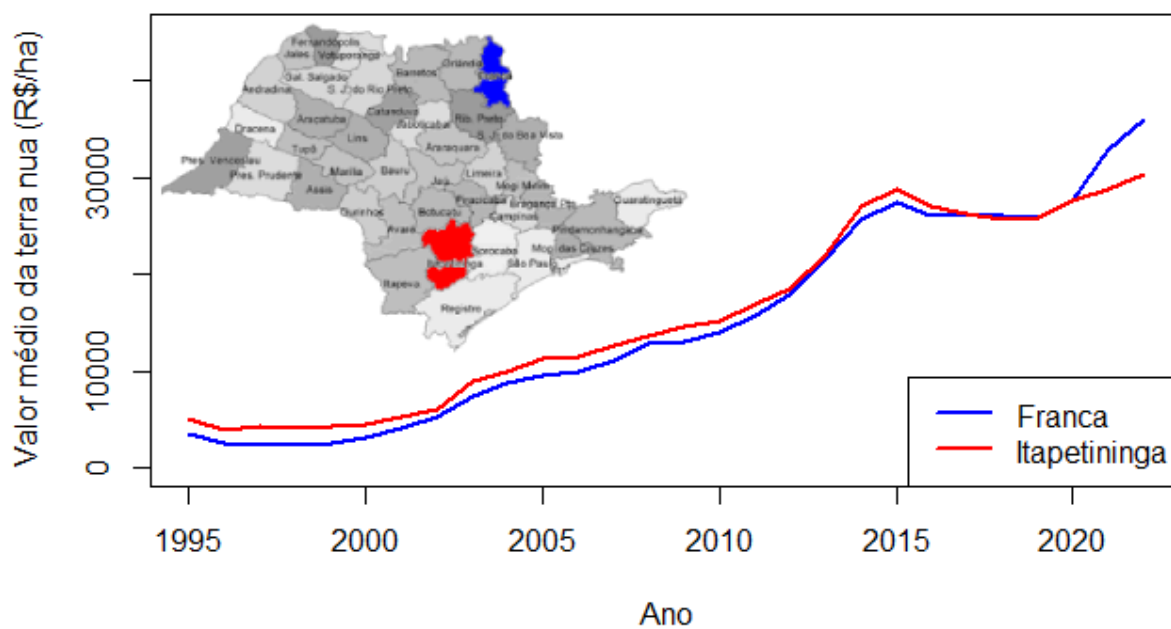 Valor médio da terra nua (R$/ha)
0
10000
30000
1995
2000
2005
2010
2015
2020
Ano
Franca
Itapetininga
Fernandópolis
Jales
Votuporanga
Gal. Salgado
Andradina
S. J. do Rio Preto
Barretos
Orlândia
Catanduva
Jaboticabal
Rib. Preto
Dracena
Araçatuba
Lins
S. J. da Boa Vista
Tupã
Araraquara
Pres. Venceslau
Pres. Prudente
Marília
Bauru
Jaú
Limeira
Assis
Mogi Mirim
Ourinhos
Botucatu
Piracicaba
Bragança Pta.
Guaratinguetá
Campinas
Avaré
Pindamonhangaba
Sorocaba
Mogi das Cruzes
São Paulo
Itapeva
Registro